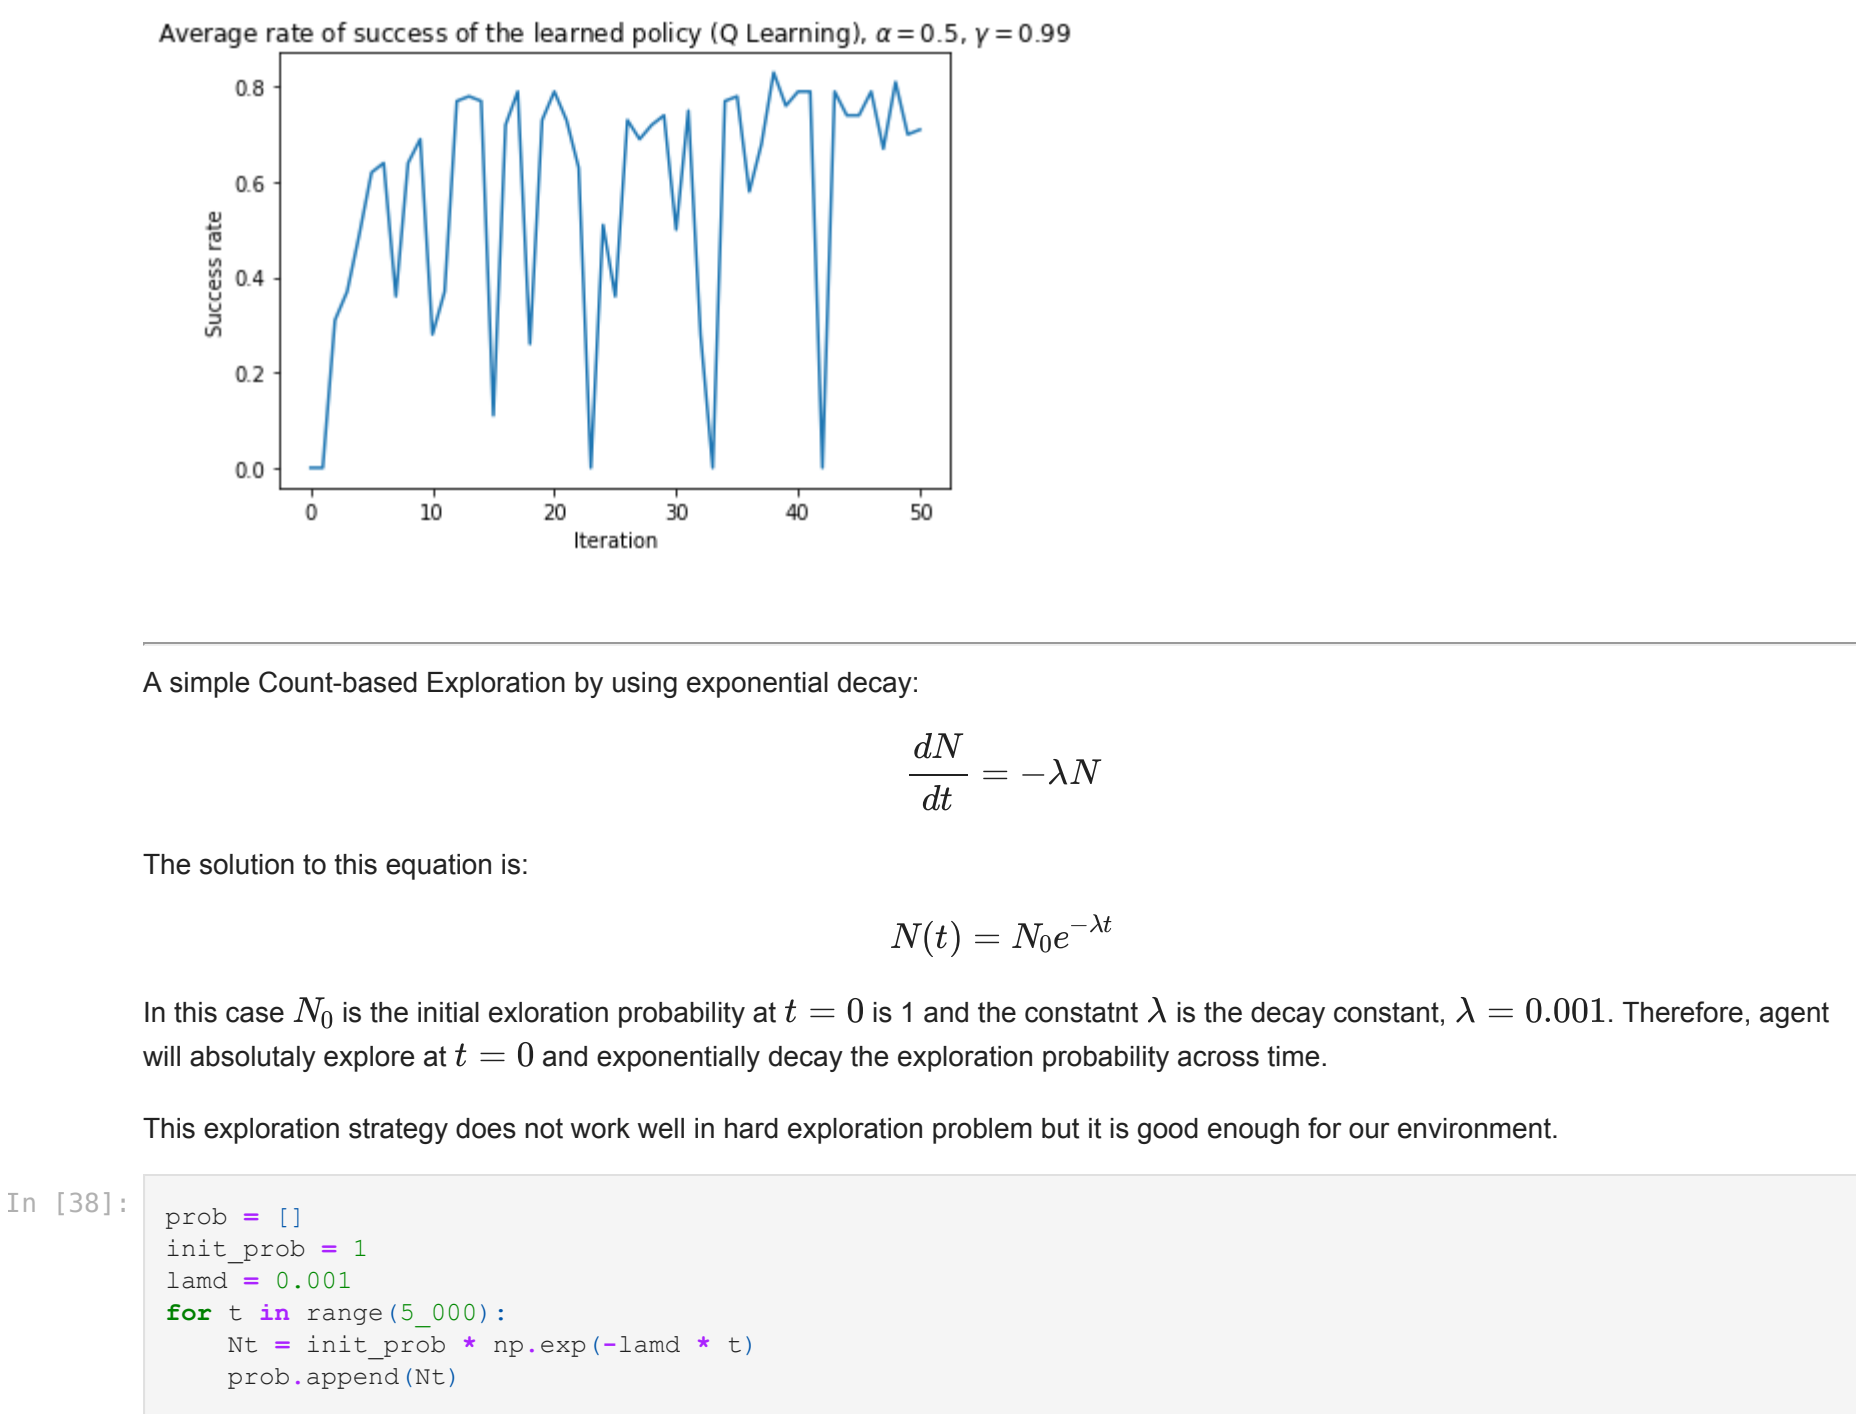 Average rate of success of the learned policy (Q Learning), α = 0.5, γ = 0.99
0.8
0.6
0.4
0.2
0.0
Success rate
0 10 20 30 40 50
Iteration
A simple Count-based Exploration by using exponential decay:
dN/dt = −λN
The solution to this equation is:
N(t) = N₀e^{−λt}
In this case N₀ is the initial exloration probability at t = 0 is 1 and the constatnt λ is the decay constant, λ = 0.001. Therefore, agent
will absolutaly explore at t = 0 and exponentially decay the exploration probability across time.
This exploration strategy does not work well in hard exploration problem but it is good enough for our environment.
In [38]:
prob = []
init_prob = 1
lamd = 0.001
for t in range(5_000):
    Nt = init_prob * np.exp(-lamd * t)
    prob.append(Nt)